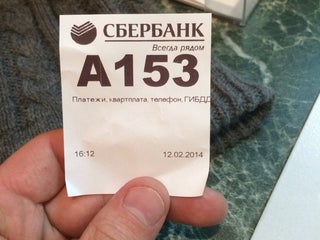 СБЕРБАНК
Всегда рядом
А153
Платежи, квартплата, телефон, ГИБДД
16:12 12.02.2014